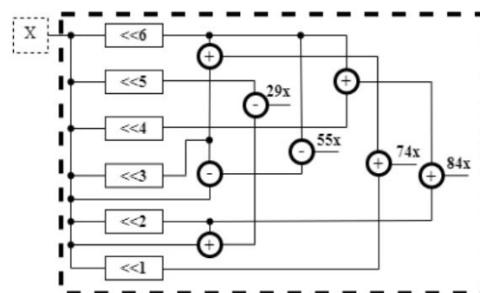 X
<<6
+
<<5
+
29x
-
<<4
55x
-
74x
<<3
+
84x
-
+
<<2
+
<<1